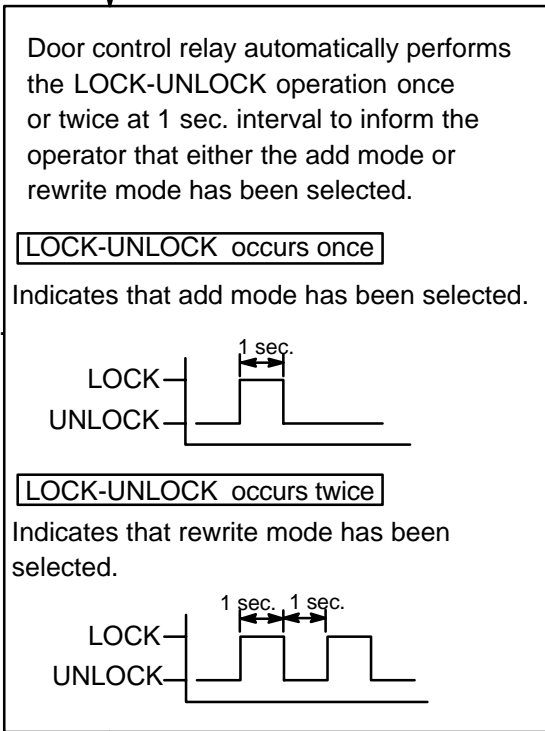 Door control relay automatically performs
the LOCK-UNLOCK operation once
or twice at 1 sec. interval to inform the
operator that either the add mode or
rewrite mode has been selected.
LOCK-UNLOCK occurs once
Indicates that add mode has been selected.
1 sec.
LOCK
UNLOCK
LOCK-UNLOCK occurs twice
Indicates that rewrite mode has been
selected.
1 sec. 1 sec.
LOCK
UNLOCK